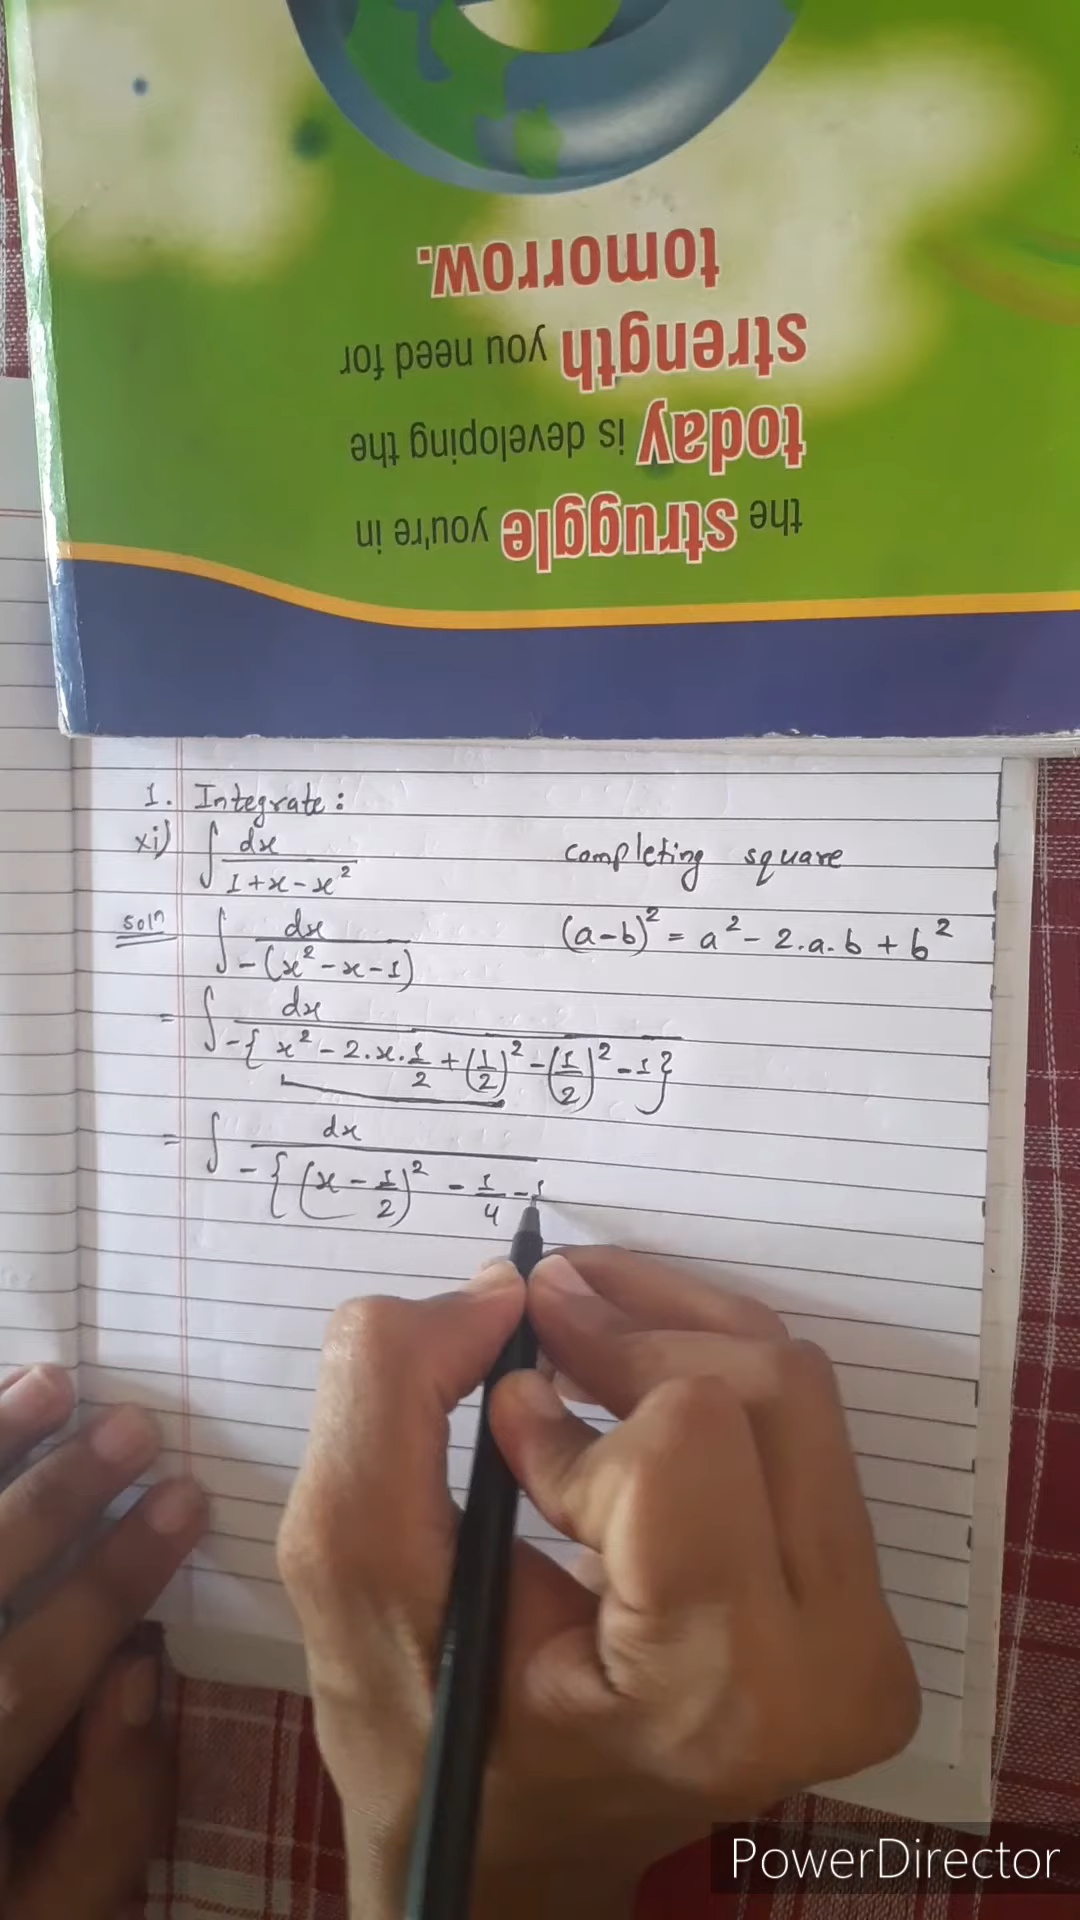 the struggle you're in
today is developing the
strength you need for
tomorrow.
1. Integrate:
xi) ∫ dx / (1+x-x²)
completing square
Soln ∫ dx / -(x²-x-1)
(a-b)² = a² - 2.a.b + b²
= ∫ dx / -{x² - 2.x.1/2 + (1/2)² - (1/2)² - 1}
= ∫ dx / -{(x - 1/2)² - 1/4 - 1
PowerDirector